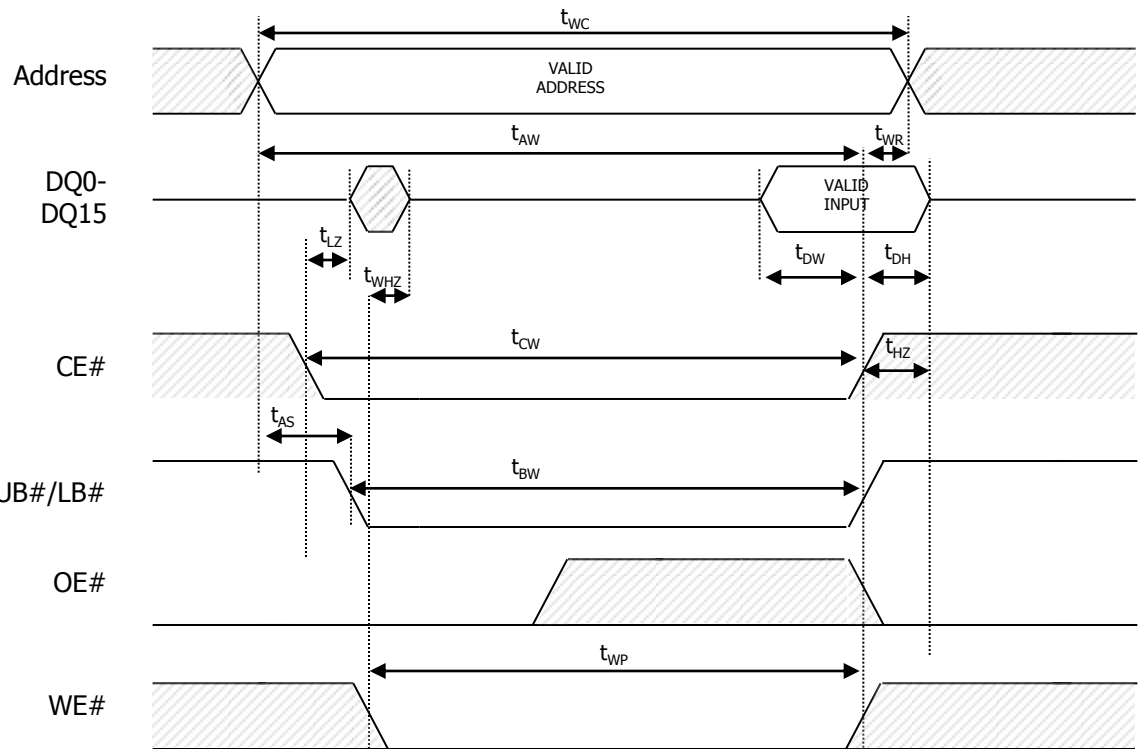 tWC
Address
VALID
ADDRESS
tAW
tWR
DQ0-
DQ15
VALID
INPUT
tLZ
tWHZ
tDW
tDH
CE#
tCW
tHZ
tAS
UB#/LB#
tBW
OE#
tWP
WE#